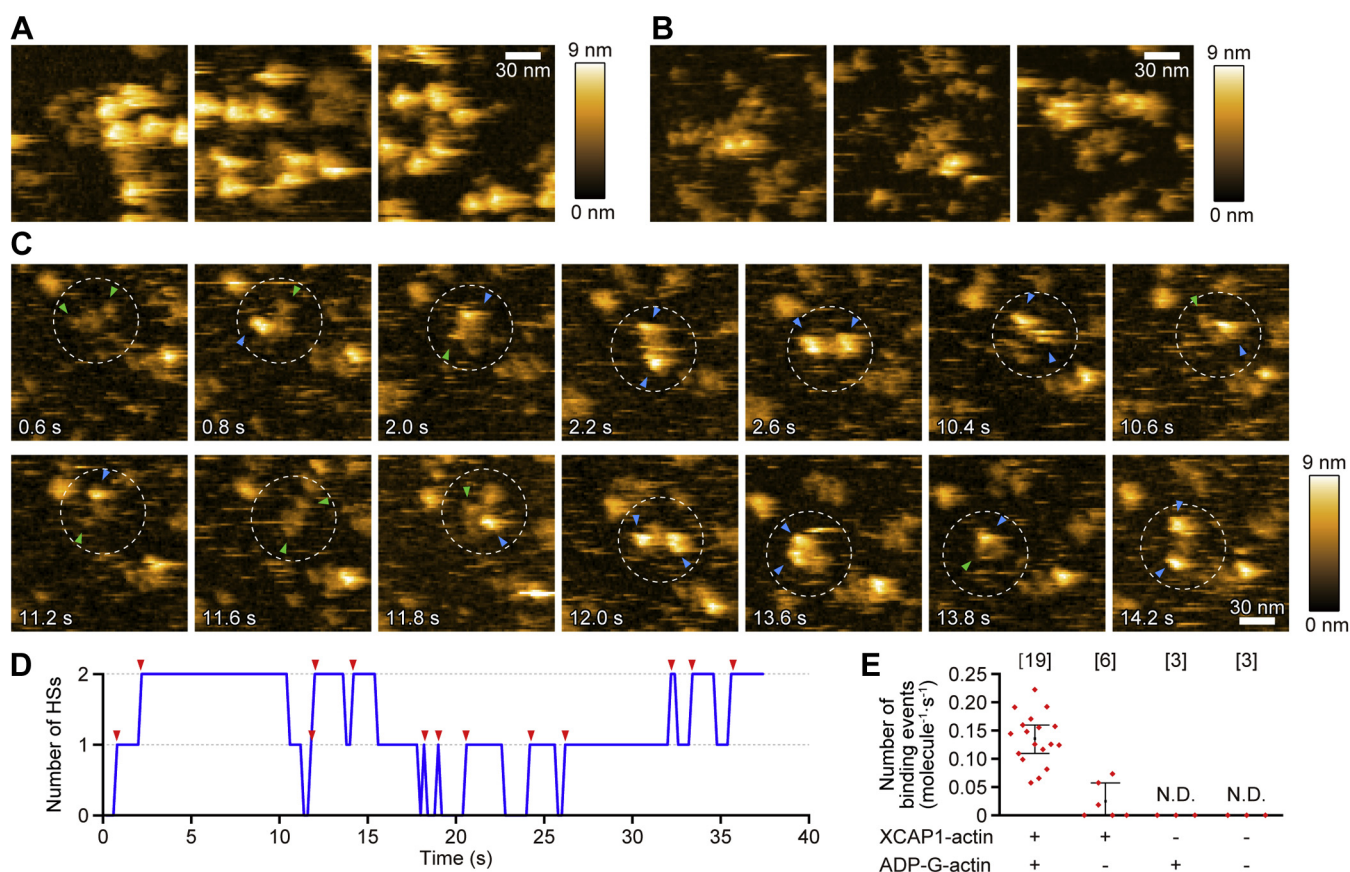 A
B
9 nm
30 nm
0 nm
9 nm
30 nm
0 nm
C
0.6 s
0.8 s
2.0 s
2.2 s
2.6 s
10.4 s
10.6 s
11.2 s
11.6 s
11.8 s
12.0 s
13.6 s
13.8 s
14.2 s
30 nm
9 nm
0 nm
D
Number of HSs
2
1
0
0 5 10 15 20 25 30 35 40
Time (s)
E
[19] [6] [3] [3]
Number of
binding events
(molecule⁻¹·s⁻¹)
0.25
0.20
0.15
0.10
0.05
0
N.D. N.D.
XCAP1-actin + + - -
ADP-G-actin + - + -